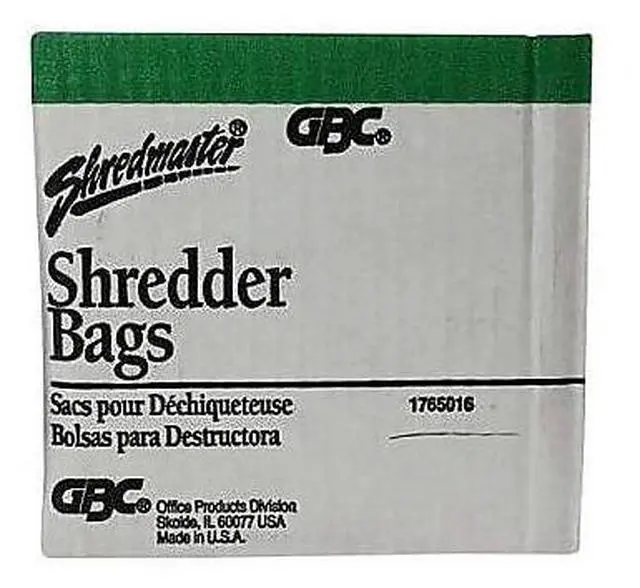 Shredmaster®
GBC®
Shredder
Bags
Sacs pour Déchiqueteuse
Bolsas para Destructora
1765016
GBC®
Office Products Division
Skokie, IL 60077 USA
Made in U.S.A.